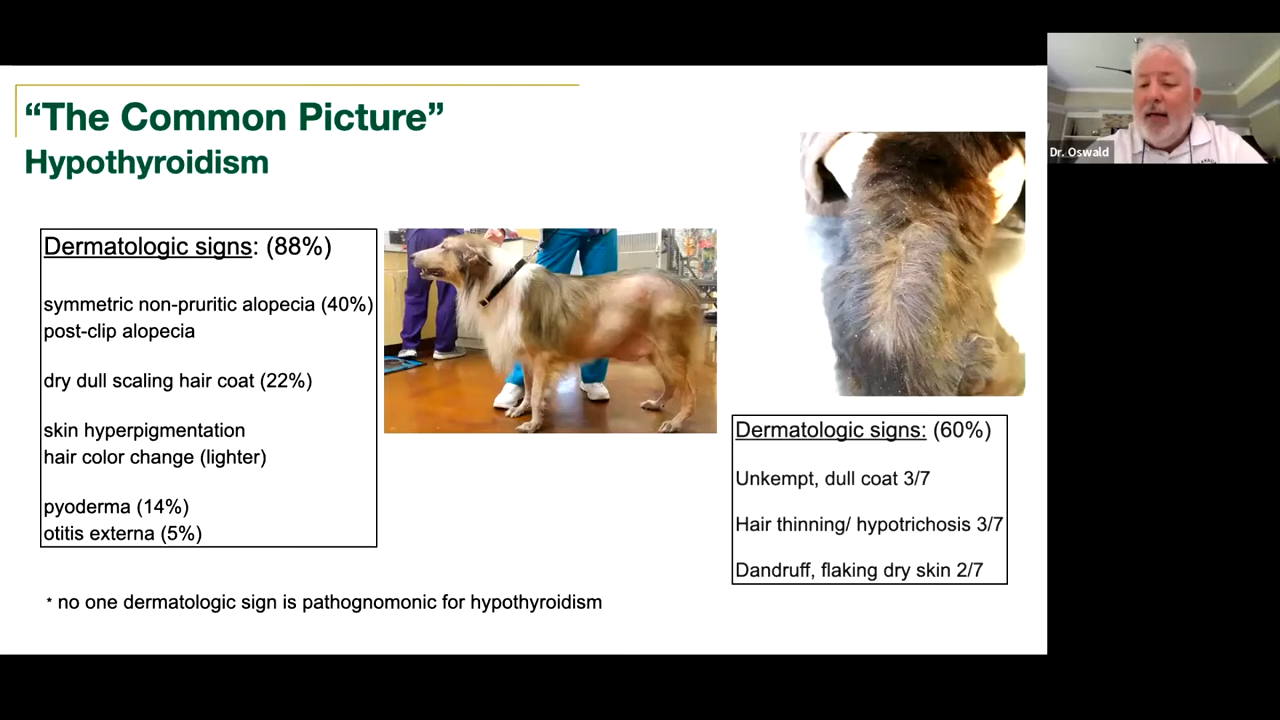 “The Common Picture”
Hypothyroidism
Dermatologic signs: (88%)
symmetric non-pruritic alopecia (40%)
post-clip alopecia
dry dull scaling hair coat (22%)
skin hyperpigmentation
hair color change (lighter)
pyoderma (14%)
otitis externa (5%)
* no one dermatologic sign is pathognomonic for hypothyroidism
Dermatologic signs: (60%)
Unkempt, dull coat 3/7
Hair thinning/ hypotrichosis 3/7
Dandruff, flaking dry skin 2/7
Dr. Oswald